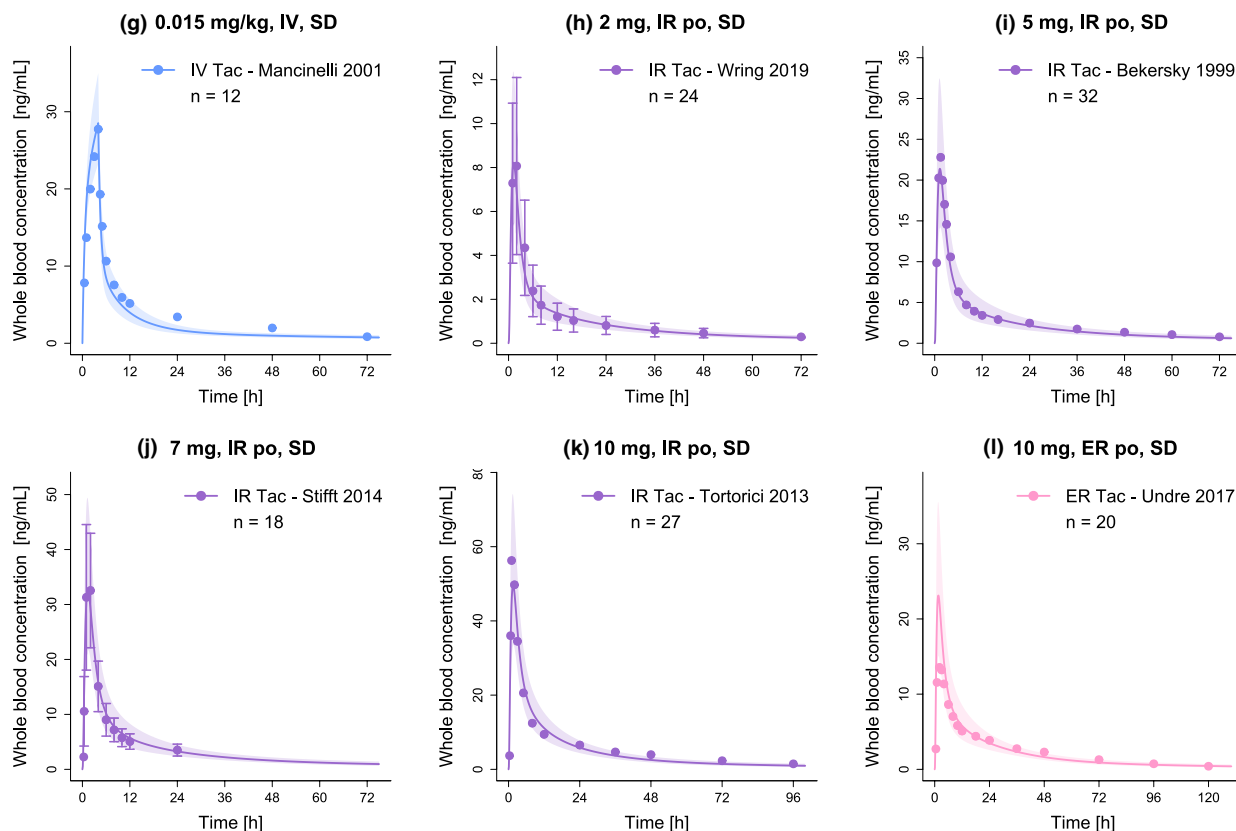 (g) 0.015 mg/kg, IV, SD
Whole blood concentration [ng/mL]
30
20
10
0
IV Tac - Mancinelli 2001
n = 12
0 12 24 36 48 60 72
Time [h]
(h) 2 mg, IR po, SD
Whole blood concentration [ng/mL]
12
10
8
6
4
2
0
IR Tac - Wring 2019
n = 24
0 12 24 36 48 60 72
Time [h]
(i) 5 mg, IR po, SD
Whole blood concentration [ng/mL]
35
30
25
20
15
10
5
0
IR Tac - Bekersky 1999
n = 32
0 12 24 36 48 60 72
Time [h]
(j) 7 mg, IR po, SD
Whole blood concentration [ng/mL]
50
40
30
20
10
0
IR Tac - Stifft 2014
n = 18
0 12 24 36 48 60 72
Time [h]
(k) 10 mg, IR po, SD
Whole blood concentration [ng/mL]
80
60
40
20
0
IR Tac - Tortorici 2013
n = 27
0 24 48 72 96
Time [h]
(l) 10 mg, ER po, SD
Whole blood concentration [ng/mL]
30
20
10
0
ER Tac - Undre 2017
n = 20
0 24 48 72 96 120
Time [h]